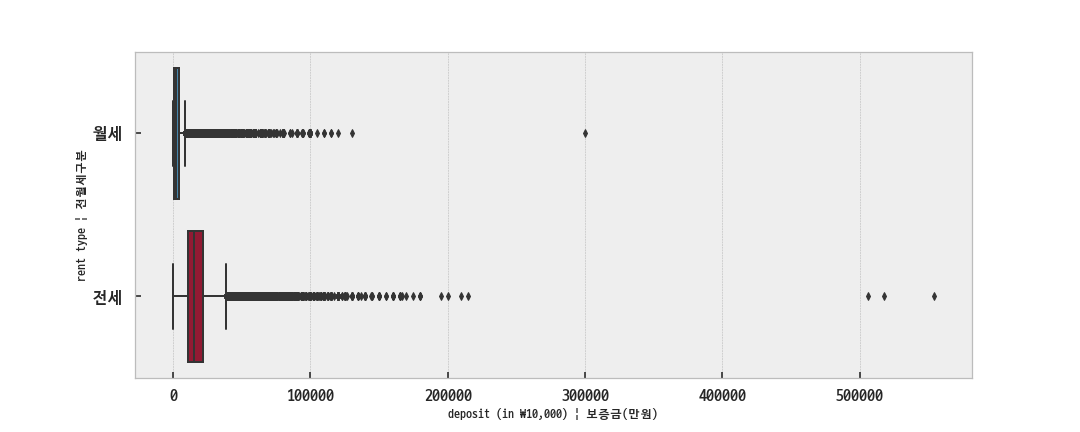 월세
전세
rent type ¦ 전월세구분
0 100000 200000 300000 400000 500000
deposit (in ₩10,000) ¦ 보증금(만원)